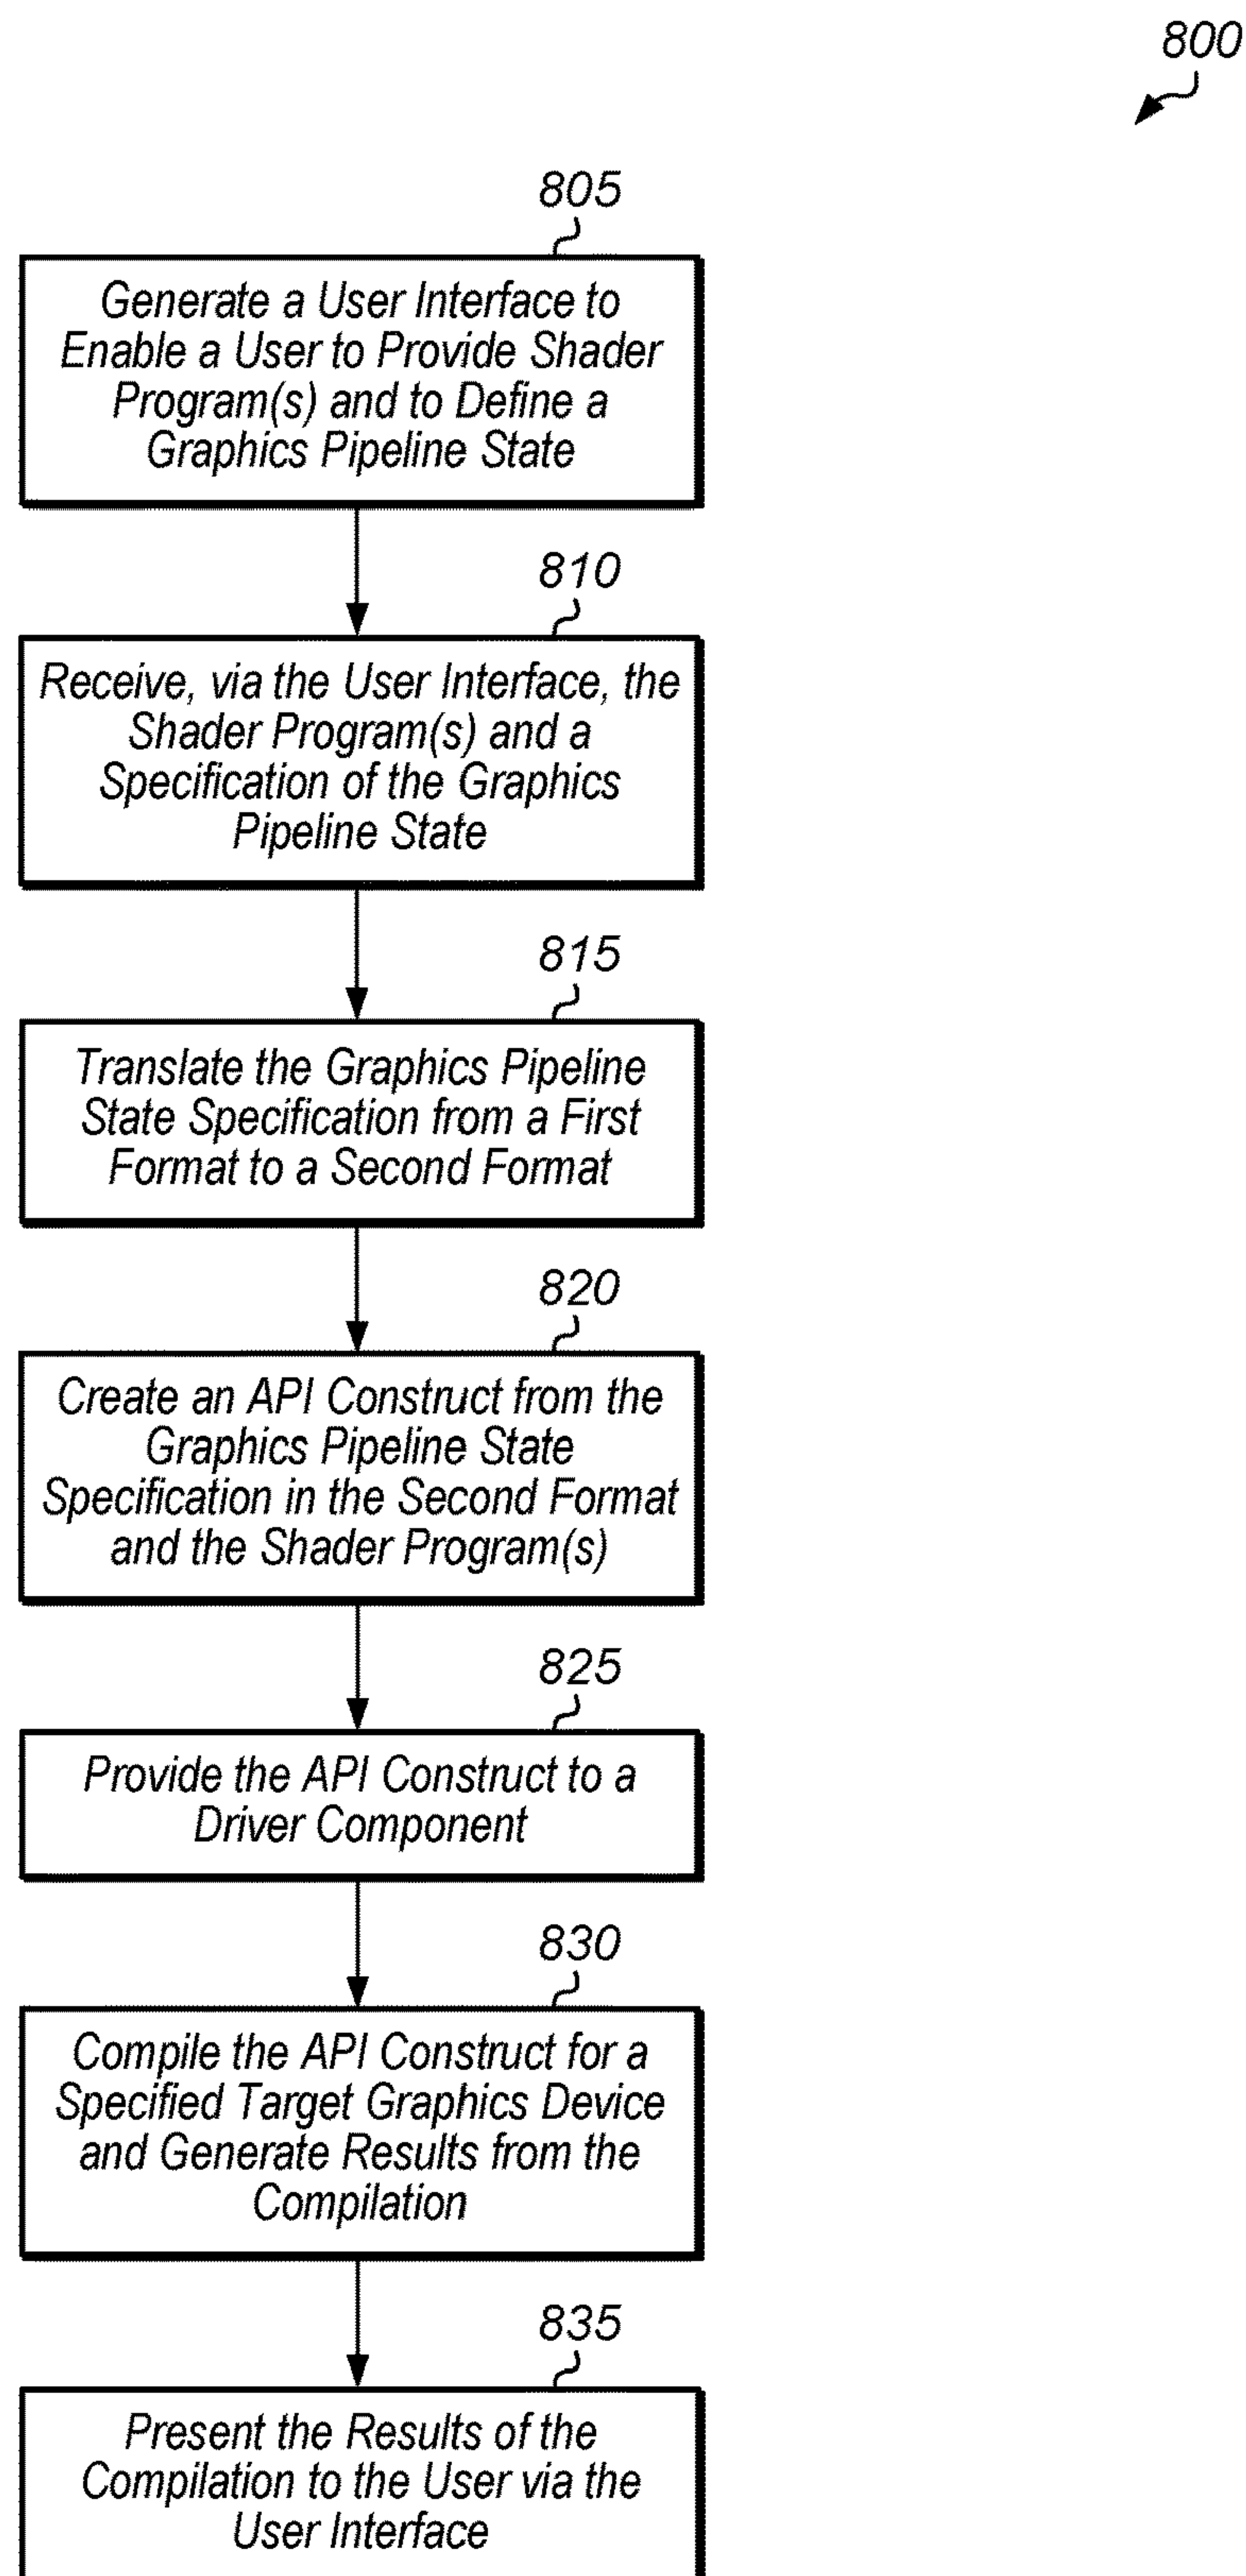 800
805
Generate a User Interface to
Enable a User to Provide Shader
Program(s) and to Define a
Graphics Pipeline State
810
Receive, via the User Interface, the
Shader Program(s) and a
Specification of the Graphics
Pipeline State
815
Translate the Graphics Pipeline
State Specification from a First
Format to a Second Format
820
Create an API Construct from the
Graphics Pipeline State
Specification in the Second Format
and the Shader Program(s)
825
Provide the API Construct to a
Driver Component
830
Compile the API Construct for a
Specified Target Graphics Device
and Generate Results from the
Compilation
835
Present the Results of the
Compilation to the User via the
User Interface